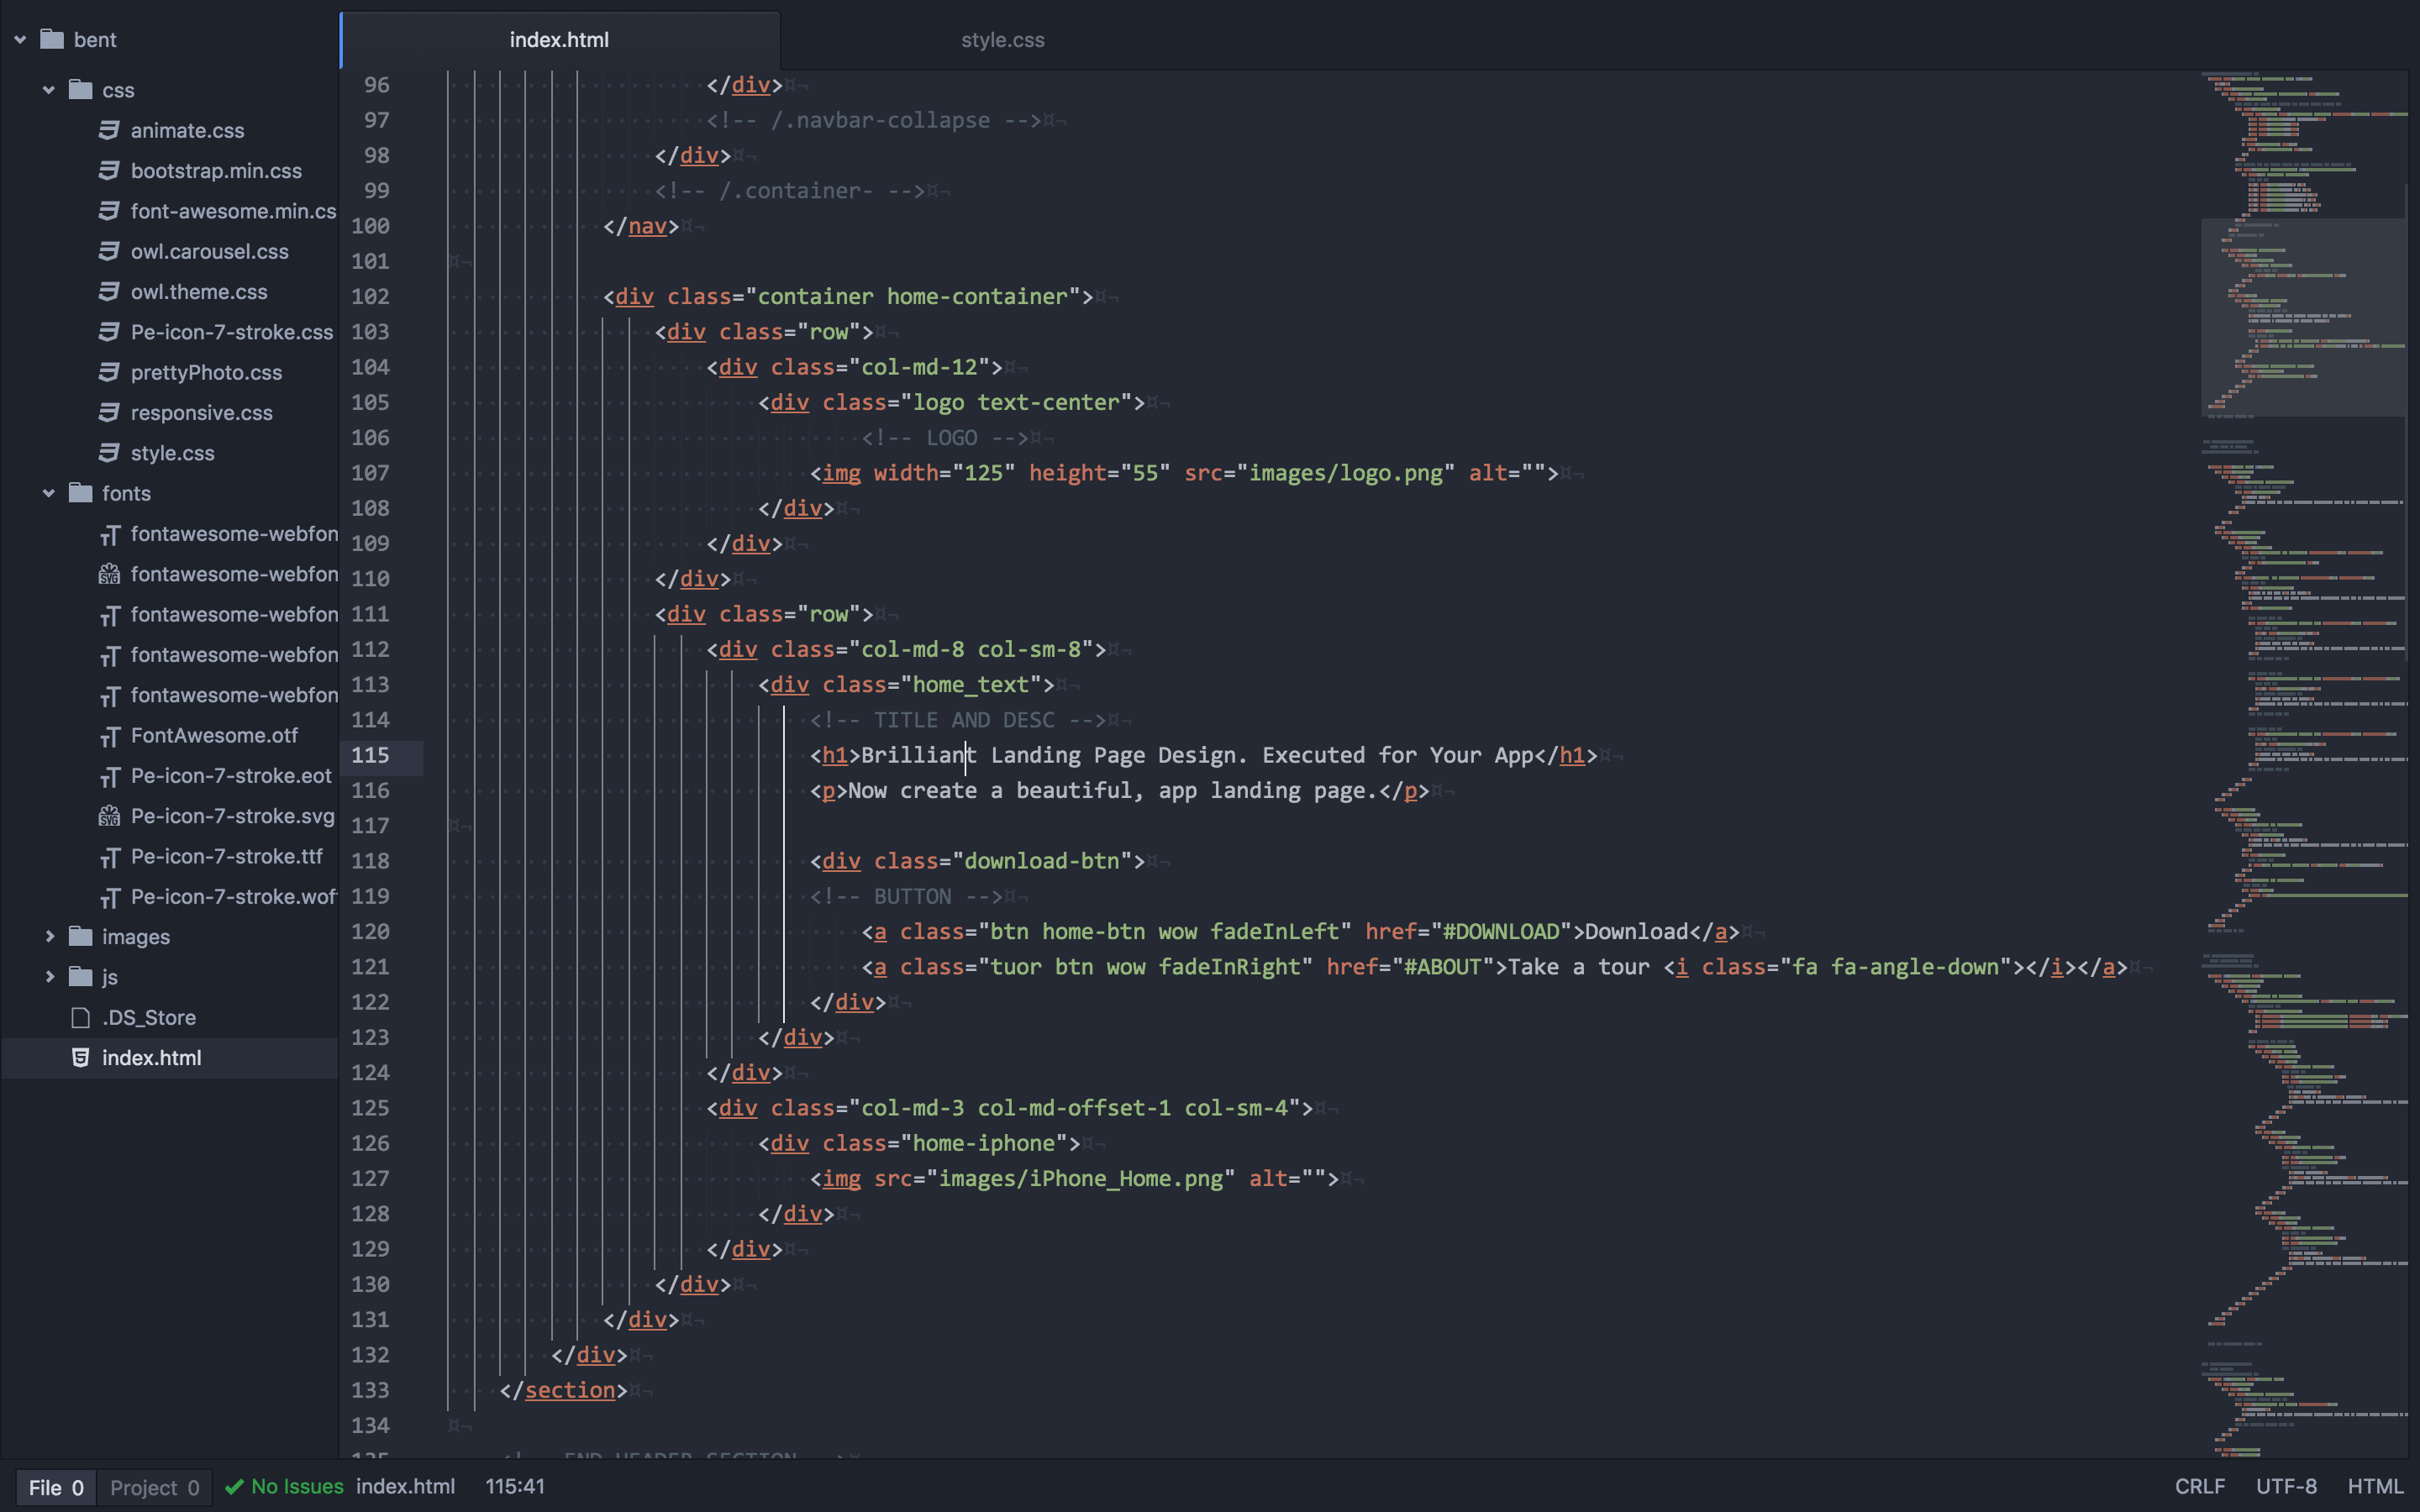 bent
css
animate.css
bootstrap.min.css
font-awesome.min.cs
owl.carousel.css
owl.theme.css
Pe-icon-7-stroke.css
prettyPhoto.css
responsive.css
style.css
fonts
fontawesome-webfon
fontawesome-webfon
fontawesome-webfon
fontawesome-webfon
fontawesome-webfon
FontAwesome.otf
Pe-icon-7-stroke.eot
Pe-icon-7-stroke.svg
Pe-icon-7-stroke.ttf
Pe-icon-7-stroke.wof
images
js
.DS_Store
index.html
index.html style.css
96 </div>
97 <!-- /.navbar-collapse -->
98 </div>
99 <!-- /.container- -->
100 </nav>
101
102 <div class="container home-container">
103 <div class="row">
104 <div class="col-md-12">
105 <div class="logo text-center">
106 <!-- LOGO -->
107 <img width="125" height="55" src="images/logo.png" alt="">
108 </div>
109 </div>
110 </div>
111 <div class="row">
112 <div class="col-md-8 col-sm-8">
113 <div class="home_text">
114 <!-- TITLE AND DESC -->
115 <h1>Brilliant Landing Page Design. Executed for Your App</h1>
116 <p>Now create a beautiful, app landing page.</p>
117
118 <div class="download-btn">
119 <!-- BUTTON -->
120 <a class="btn home-btn wow fadeInLeft" href="#DOWNLOAD">Download</a>
121 <a class="tuor btn wow fadeInRight" href="#ABOUT">Take a tour <i class="fa fa-angle-down"></i></a>
122 </div>
123 </div>
124 </div>
125 <div class="col-md-3 col-md-offset-1 col-sm-4">
126 <div class="home-iphone">
127 <img src="images/iPhone_Home.png" alt="">
128 </div>
129 </div>
130 </div>
131 </div>
132 </div>
133 </section>
134
135 <!-- END HEADER SECTION -->
File 0 Project 0 No Issues index.html 115:41 CRLF UTF-8 HTML